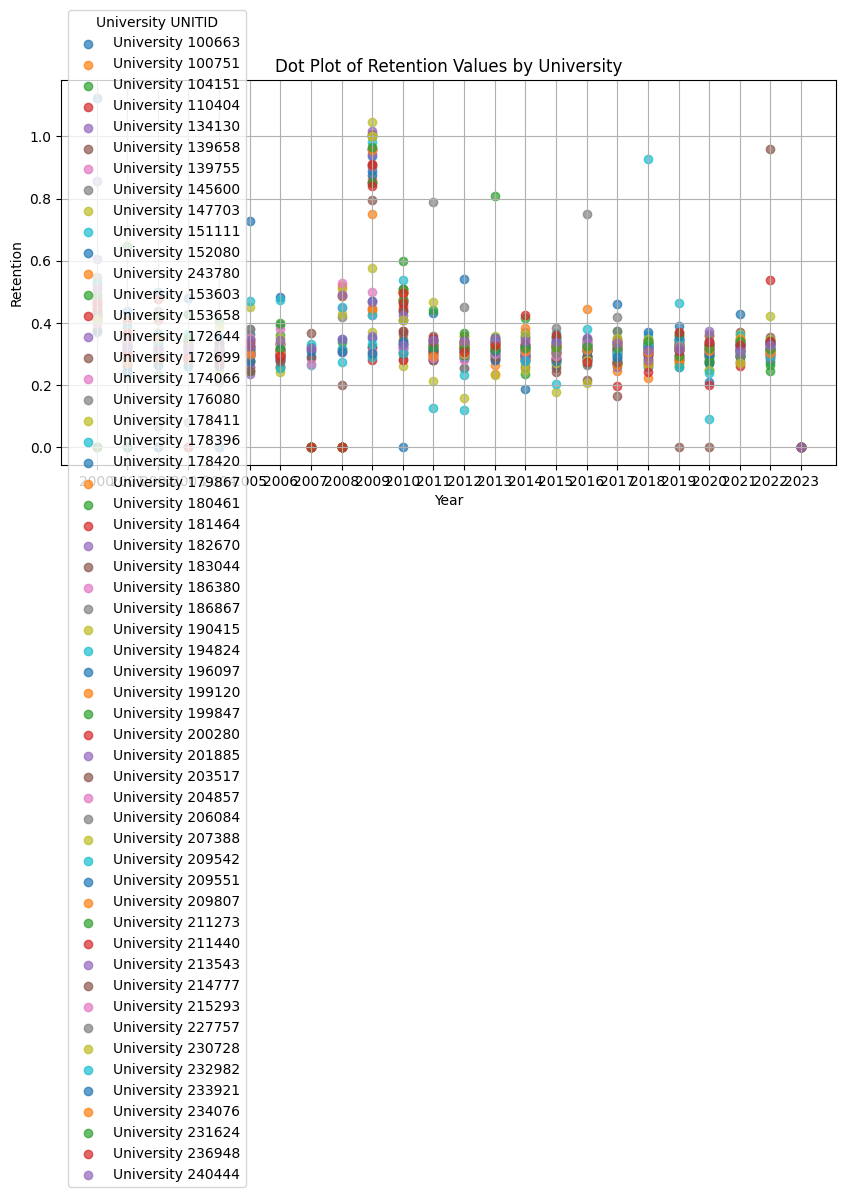 University UNITID
University 100663
University 100751
University 104151
University 110404
University 134130
University 139658
University 139755
University 145600
University 147703
University 151111
University 152080
University 243780
University 153603
University 153658
University 172644
University 172699
University 174066
University 176080
University 178411
University 178396
University 178420
University 179867
University 180461
University 181464
University 182670
University 183044
University 186380
University 186867
University 190415
University 194824
University 196097
University 199120
University 199847
University 200280
University 201885
University 203517
University 204857
University 206084
University 207388
University 209542
University 209551
University 209807
University 211273
University 211440
University 213543
University 214777
University 215293
University 227757
University 230728
University 232982
University 233921
University 234076
University 231624
University 236948
University 240444
Dot Plot of Retention Values by University
Retention
1.0
0.8
0.6
0.4
0.2
0.0
2000 2005 2006 2007 2008 2009 2010 2011 2012 2013 2014 2015 2016 2017 2018 2019 2020 2021 2022 2023
Year